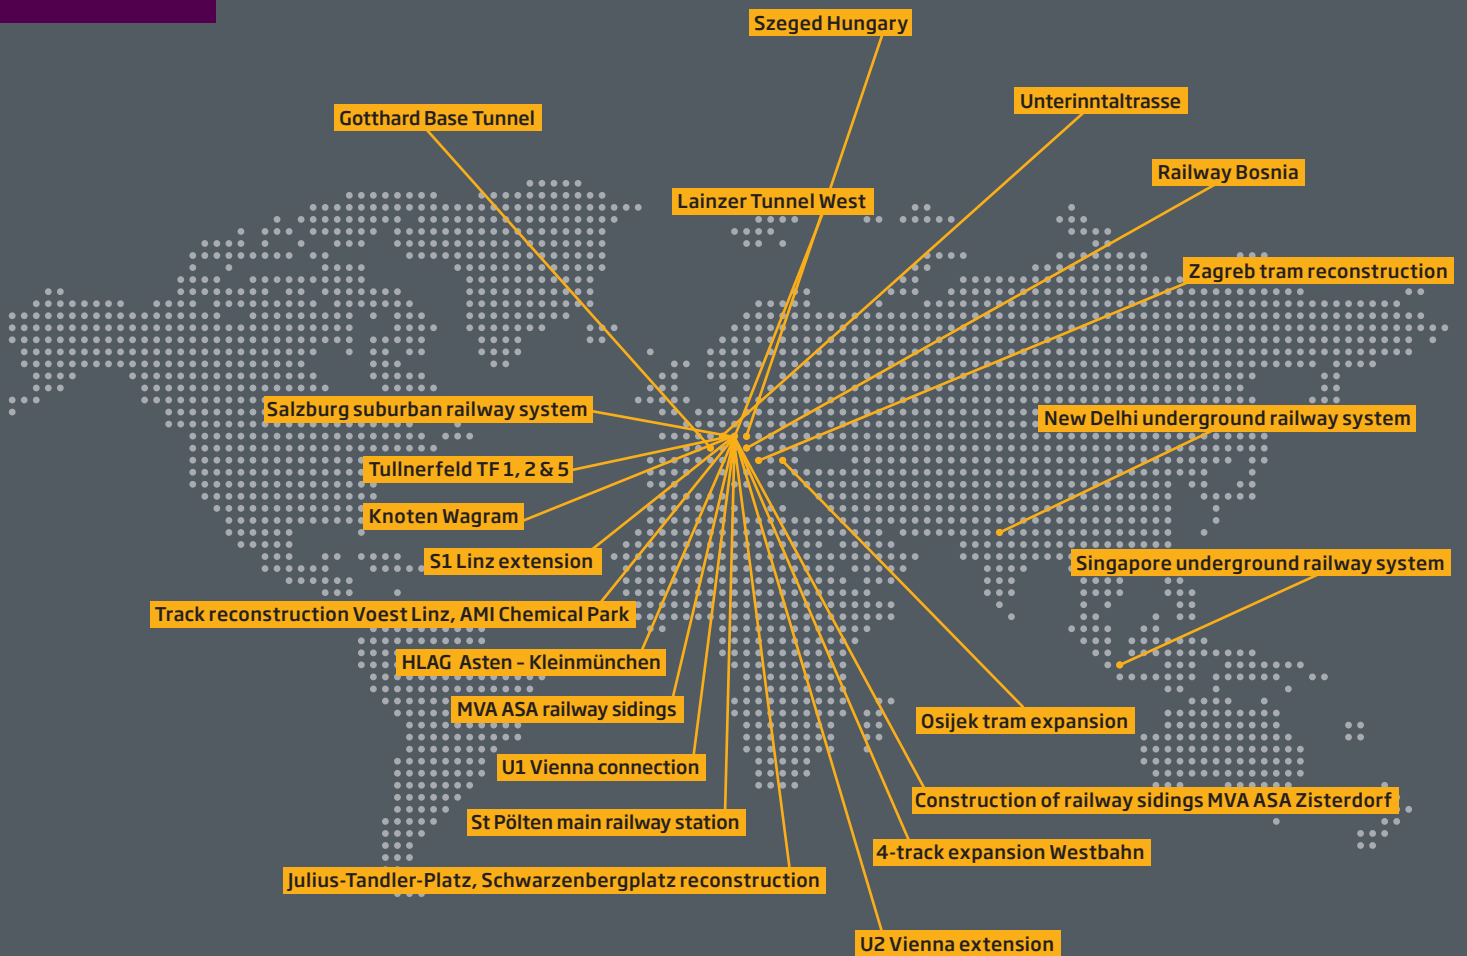 Szeged Hungary
Unterinntaltrasse
Gotthard Base Tunnel
Railway Bosnia
Lainzer Tunnel West
Zagreb tram reconstruction
Salzburg suburban railway system
New Delhi underground railway system
Tullnerfeld TF 1, 2 & 5
Knoten Wagram
S1 Linz extension
Singapore underground railway system
Track reconstruction Voest Linz, AMI Chemical Park
HLAG Asten – Kleinmünchen
MVA ASA railway sidings
Osijek tram expansion
U1 Vienna connection
Construction of railway sidings MVA ASA Zisterdorf
St Pölten main railway station
4-track expansion Westbahn
Julius-Tandler-Platz, Schwarzenbergplatz reconstruction
U2 Vienna extension